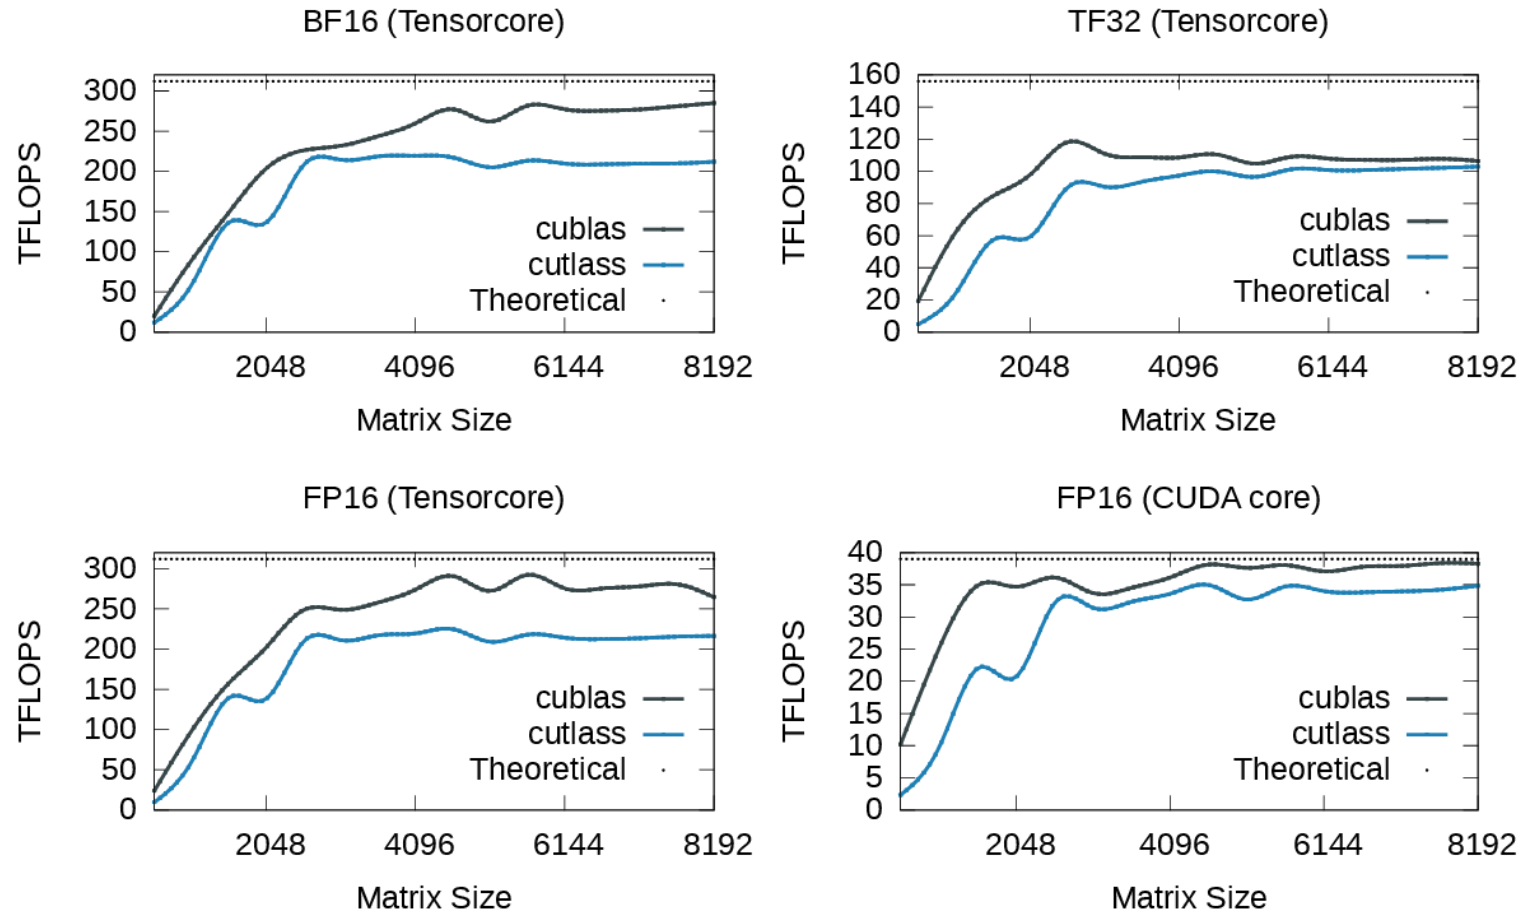 BF16 (Tensorcore)
TFLOPS
300
250
200
150
100
50
0
cublas
cutlass
Theoretical
2048 4096 6144 8192
Matrix Size
TF32 (Tensorcore)
TFLOPS
160
140
120
100
80
60
40
20
0
cublas
cutlass
Theoretical
2048 4096 6144 8192
Matrix Size
FP16 (Tensorcore)
TFLOPS
300
250
200
150
100
50
0
cublas
cutlass
Theoretical
2048 4096 6144 8192
Matrix Size
FP16 (CUDA core)
TFLOPS
40
35
30
25
20
15
10
5
0
cublas
cutlass
Theoretical
2048 4096 6144 8192
Matrix Size